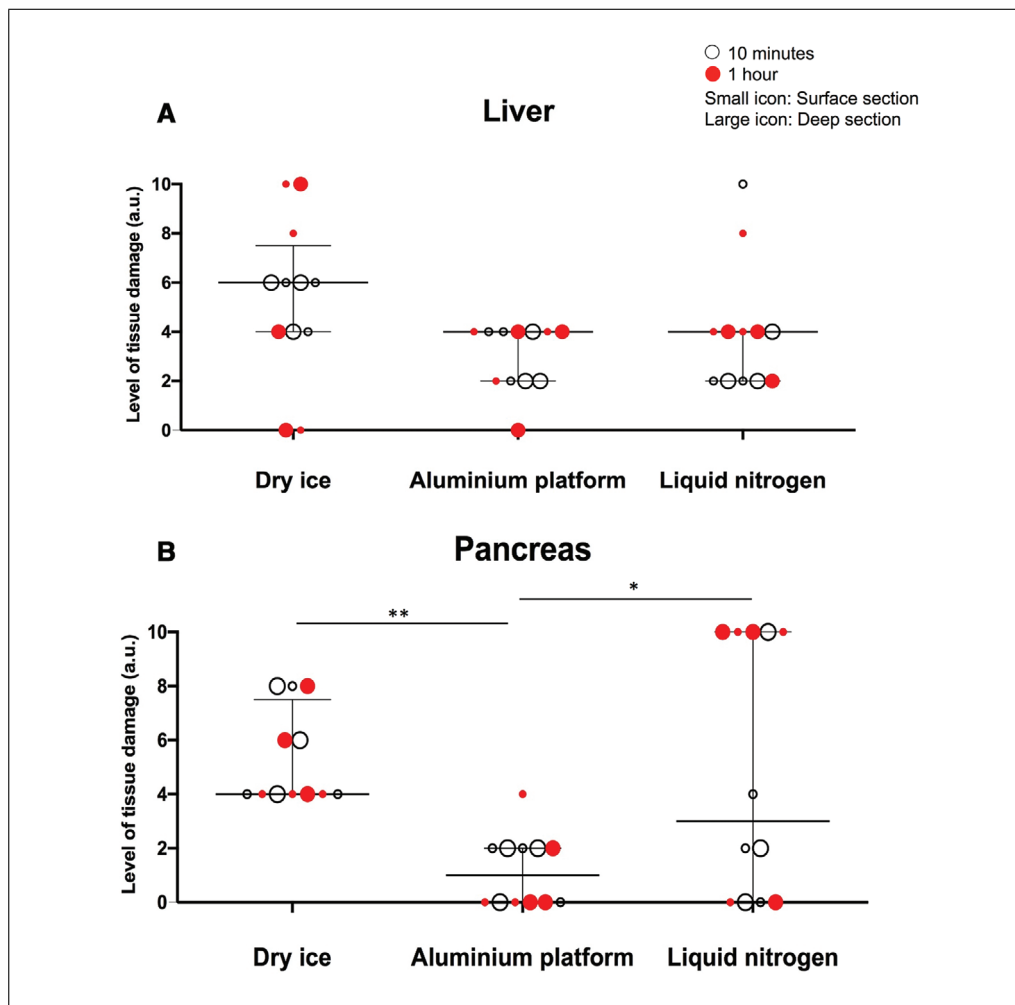 10 minutes
1 hour
Small icon: Surface section
Large icon: Deep section
A
Liver
Level of tissue damage (a.u.)
10
8
6
4
2
0
Dry ice
Aluminium platform
Liquid nitrogen
B
Pancreas
**
*
Level of tissue damage (a.u.)
10
8
6
4
2
0
Dry ice
Aluminium platform
Liquid nitrogen